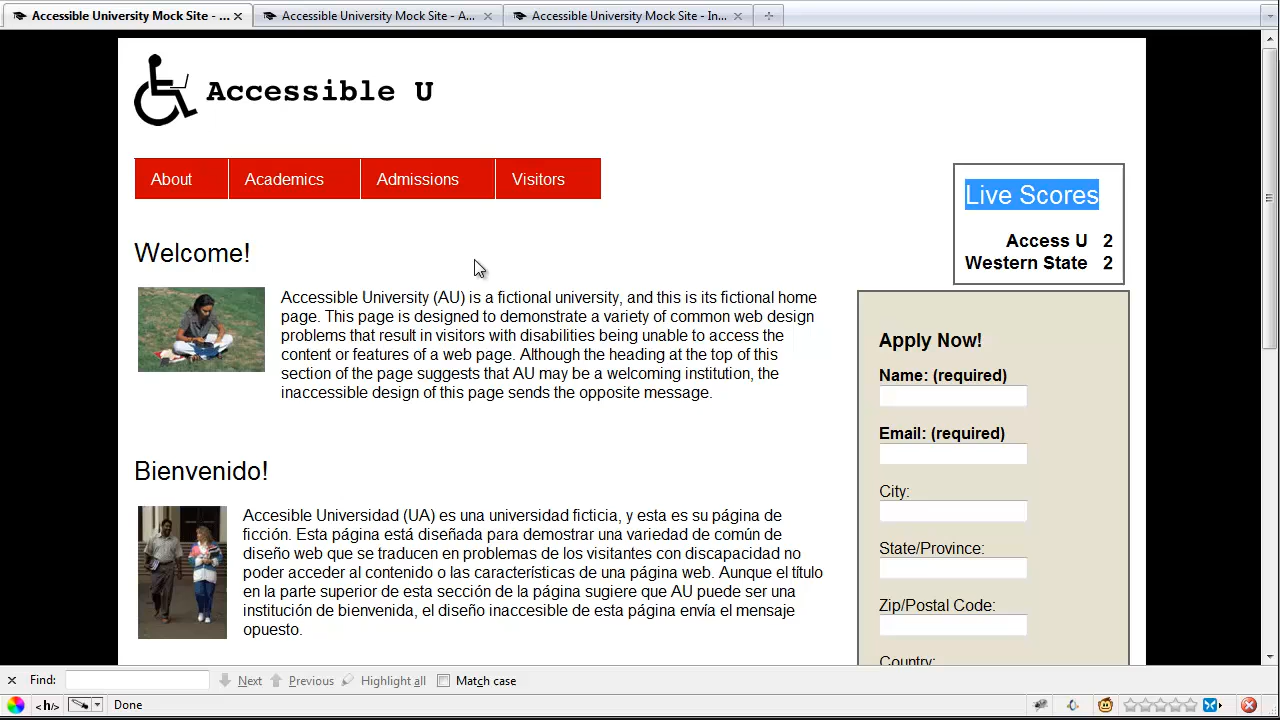 Accessible University Mock Site - ...
Accessible University Mock Site - A...
Accessible University Mock Site - In...
Accessible U
About
Academics
Admissions
Visitors
Live Scores
Access U 2
Western State 2
Welcome!
Accessible University (AU) is a fictional university, and this is its fictional home
page. This page is designed to demonstrate a variety of common web design
problems that result in visitors with disabilities being unable to access the
content or features of a web page. Although the heading at the top of this
section of the page suggests that AU may be a welcoming institution, the
inaccessible design of this page sends the opposite message.
Bienvenido!
Accesible Universidad (UA) es una universidad ficticia, y esta es su página de
ficción. Esta página está diseñada para demostrar una variedad de común de
diseño web que se traducen en problemas de los visitantes con discapacidad no
poder acceder al contenido o las características de una página web. Aunque el título
en la parte superior de esta sección de la página sugiere que AU puede ser una
institución de bienvenida, el diseño inaccesible de esta página envía el mensaje
opuesto.
Apply Now!
Name: (required)
Email: (required)
City:
State/Province:
Zip/Postal Code:
Country:
Find:
Next
Previous
Highlight all
Match case
<h/>
Done